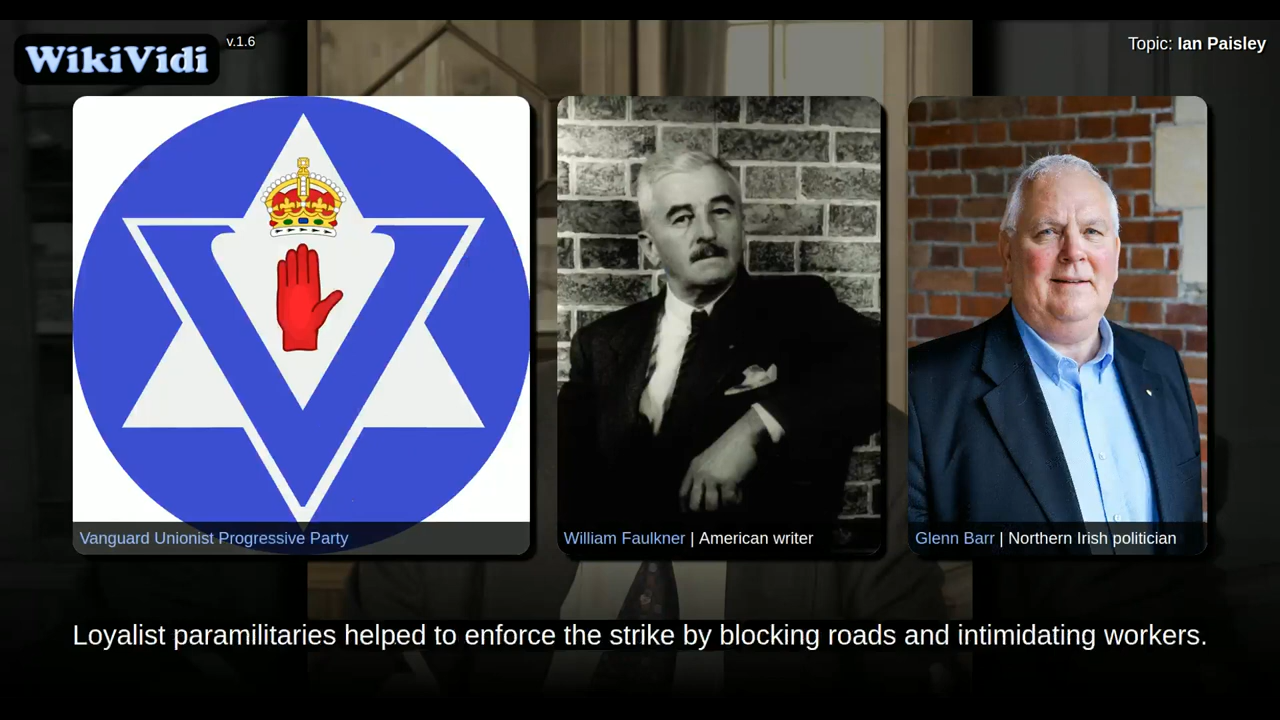 WikiVidi v.1.6
Topic: Ian Paisley
Vanguard Unionist Progressive Party
William Faulkner | American writer
Glenn Barr | Northern Irish politician
Loyalist paramilitaries helped to enforce the strike by blocking roads and intimidating workers.